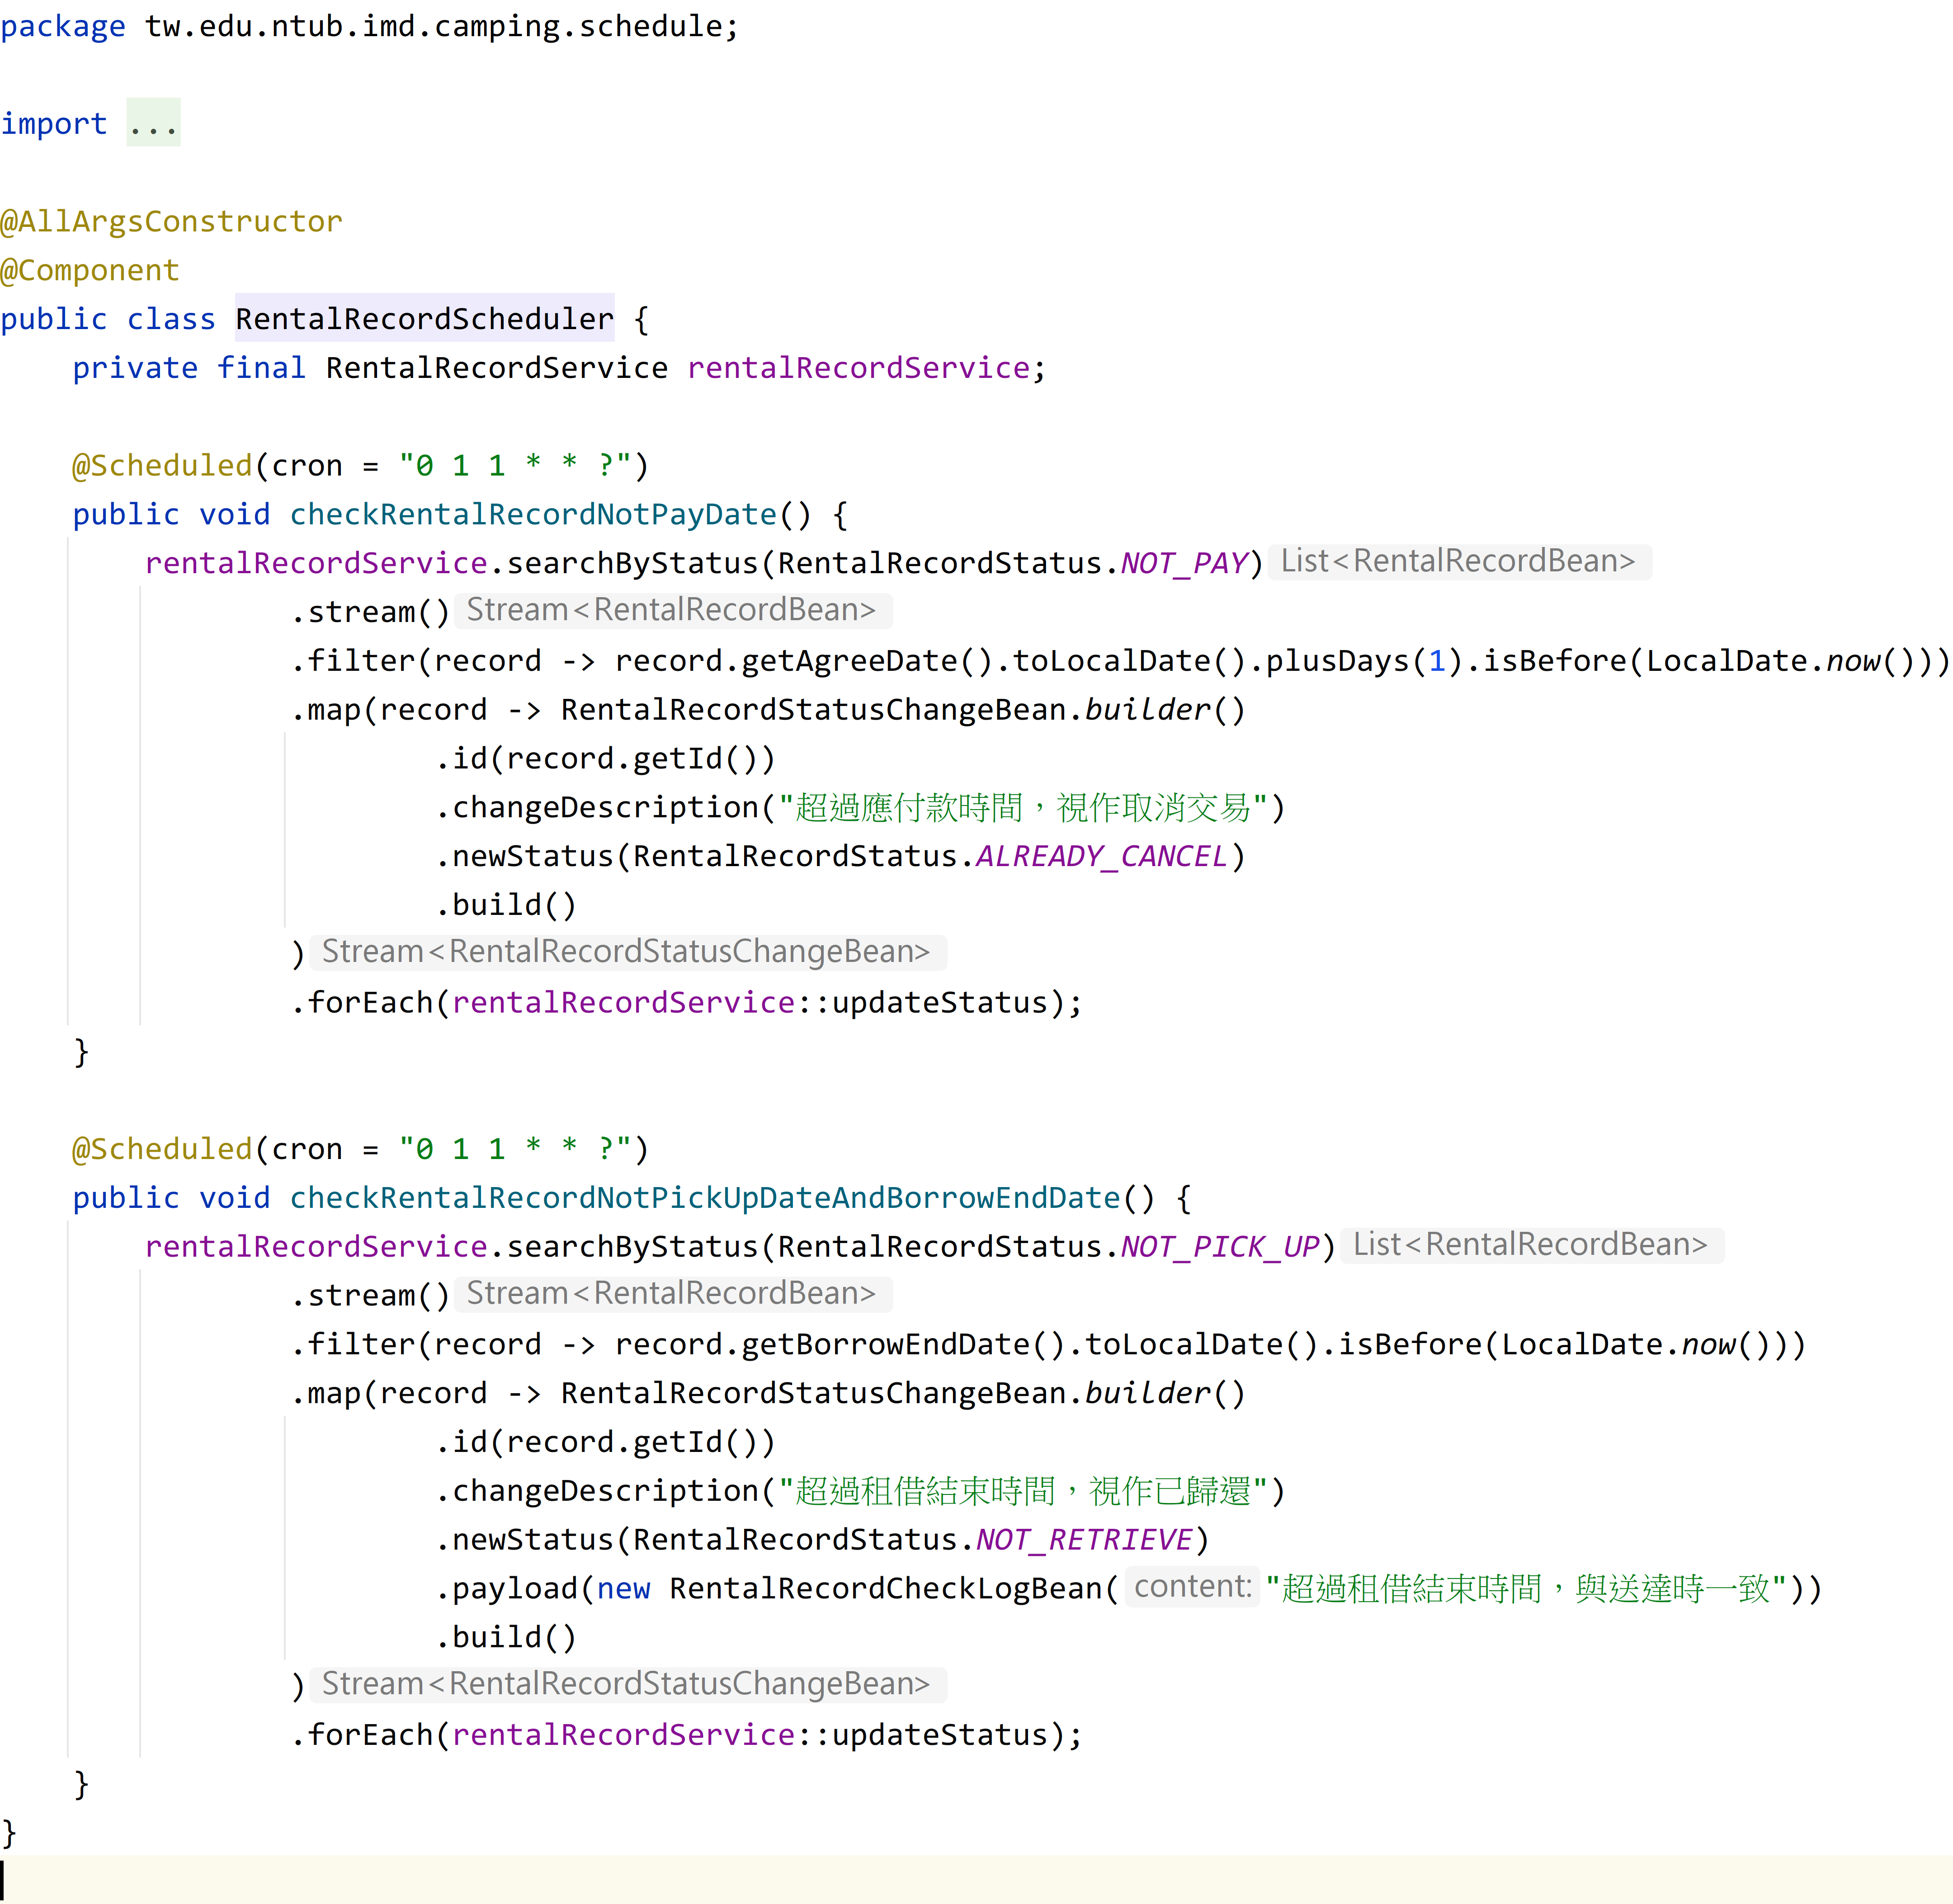 package tw.edu.ntub.imd.camping.schedule;
import ...
@AllArgsConstructor
@Component
public class RentalRecordScheduler {
private final RentalRecordService rentalRecordService;
@Scheduled(cron = "0 1 1 * * ?")
public void checkRentalRecordNotPayDate() {
rentalRecordService.searchByStatus(RentalRecordStatus.NOT_PAY) List<RentalRecordBean>
.stream() Stream<RentalRecordBean>
.filter(record -> record.getAgreeDate().toLocalDate().plusDays(1).isBefore(LocalDate.now()))
.map(record -> RentalRecordStatusChangeBean.builder()
.id(record.getId())
.changeDescription("超過應付款時間，視作取消交易")
.newStatus(RentalRecordStatus.ALREADY_CANCEL)
.build()
) Stream<RentalRecordStatusChangeBean>
.forEach(rentalRecordService::updateStatus);
}
@Scheduled(cron = "0 1 1 * * ?")
public void checkRentalRecordNotPickUpDateAndBorrowEndDate() {
rentalRecordService.searchByStatus(RentalRecordStatus.NOT_PICK_UP) List<RentalRecordBean>
.stream() Stream<RentalRecordBean>
.filter(record -> record.getBorrowEndDate().toLocalDate().isBefore(LocalDate.now()))
.map(record -> RentalRecordStatusChangeBean.builder()
.id(record.getId())
.changeDescription("超過租借結束時間，視作已歸還")
.newStatus(RentalRecordStatus.NOT_RETRIEVE)
.payload(new RentalRecordCheckLogBean( content: "超過租借結束時間，與送達時一致"))
.build()
) Stream<RentalRecordStatusChangeBean>
.forEach(rentalRecordService::updateStatus);
}
}